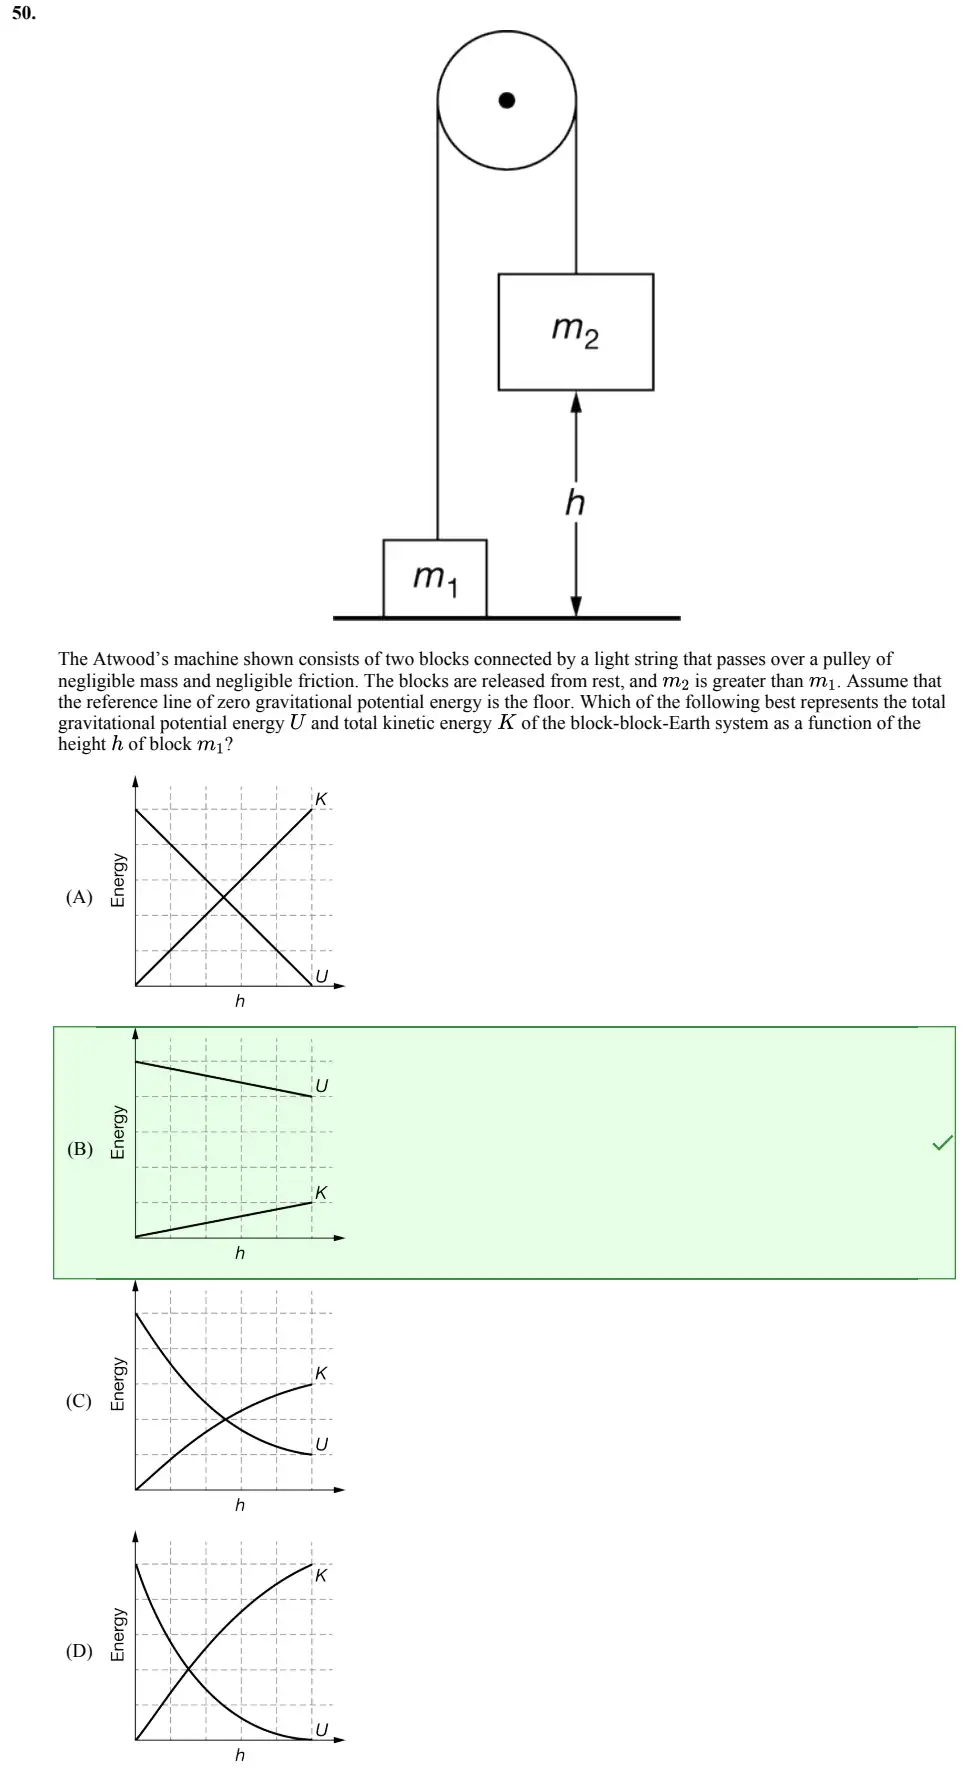 50.
m₂
h
m₁
The Atwood’s machine shown consists of two blocks connected by a light string that passes over a pulley of
negligible mass and negligible friction. The blocks are released from rest, and m₂ is greater than m₁. Assume that
the reference line of zero gravitational potential energy is the floor. Which of the following best represents the total
gravitational potential energy U and total kinetic energy K of the block-block-Earth system as a function of the
height h of block m₁?
K
(A)
Energy
U
h
U
(B)
Energy
K
h
K
(C)
Energy
U
h
K
(D)
Energy
U
h